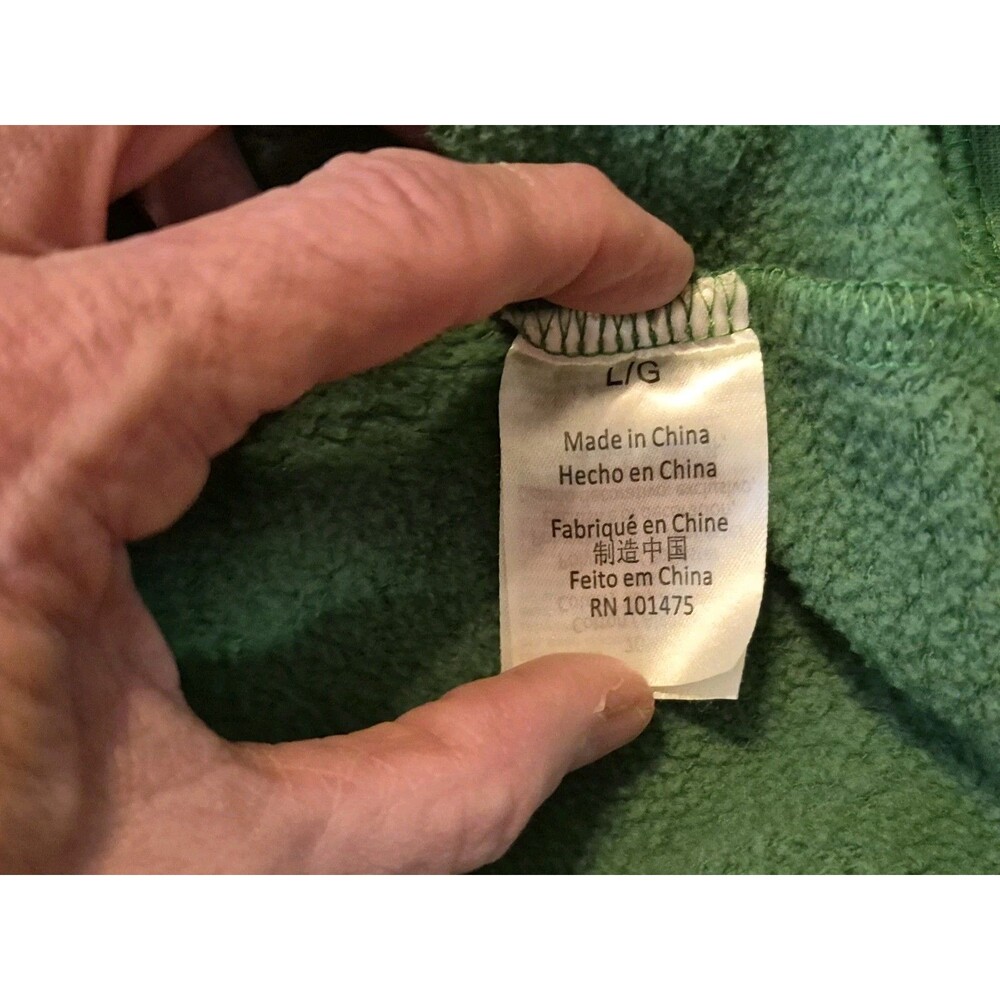 L/G
Made in China
Hecho en China
Fabriqué en Chine
制造中国
Feito em China
RN 101475